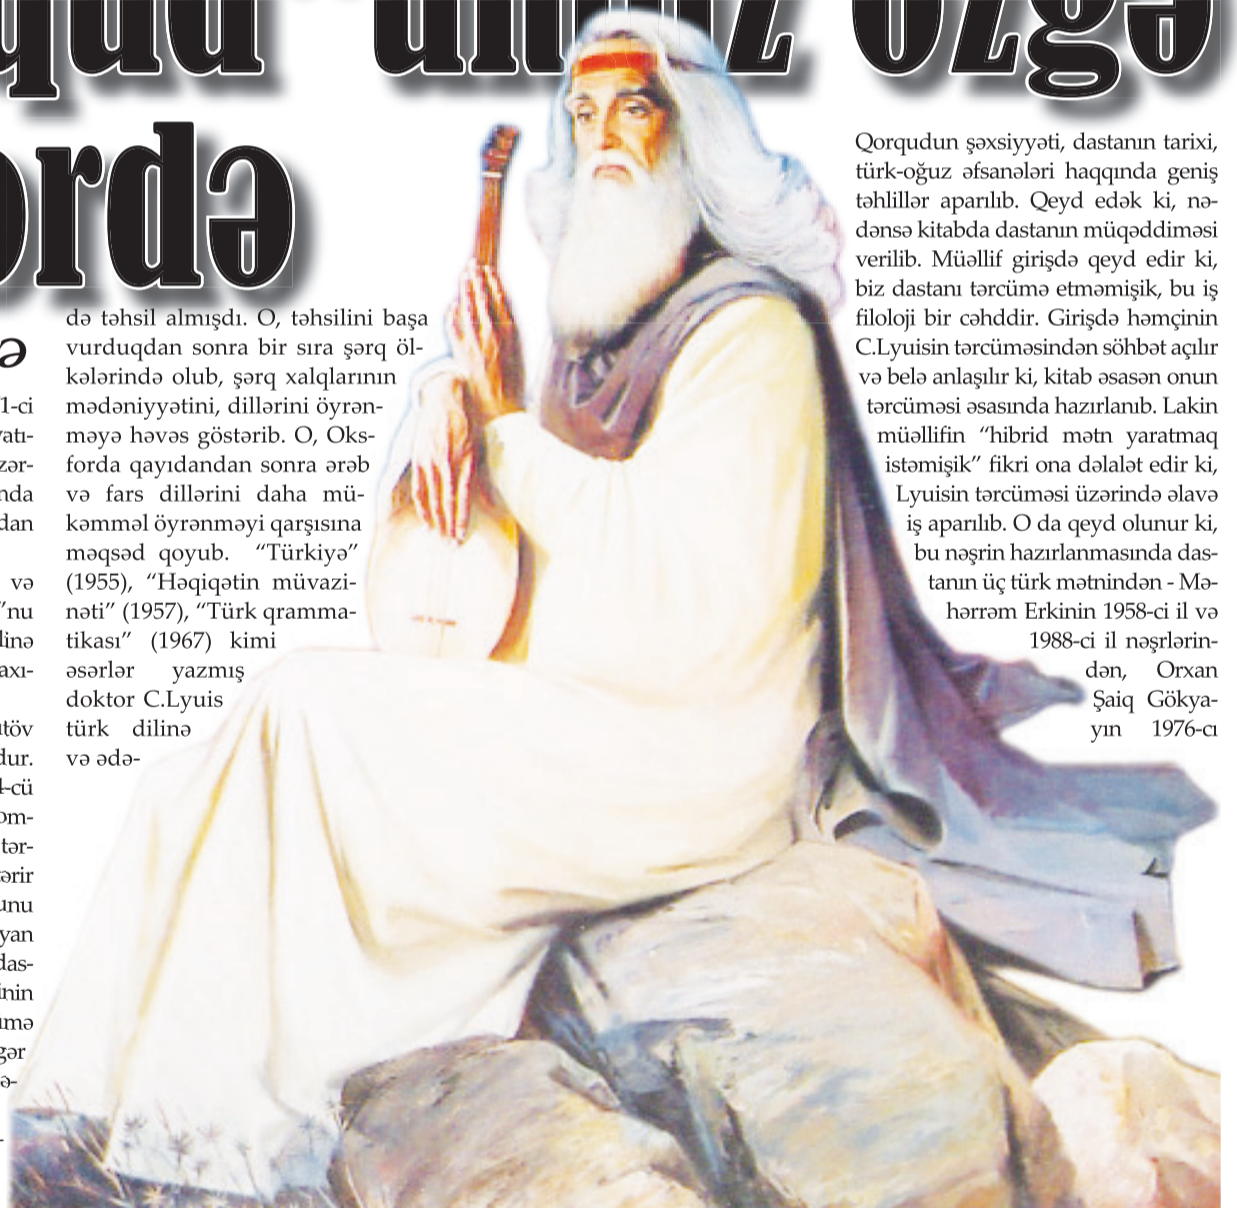 ərdə
də təhsil almışdı. O, təhsilini başa
vurduqdan sonra bir sıra şərq öl-
kələrində olub, şərq xalqlarının
mədəniyyətini, dillərini öyrən-
məyə həvəs göstərib. O, Oks-
forda qayıdandan sonra ərəb
və fars dillərini daha mü-
kəmməl öyrənməyi qarşısına
məqsəd qoyub. “Türkiyə”
(1955), “Həqiqətin müvazi-
nəti” (1957), “Türk qramma-
tikası” (1967) kimi
əsərlər yazmış
doktor C.Lyuis
türk dilinə
və ədə-
Qorqudun şəxsiyyəti, dastanın tarixi,
türk-oğuz əfsanələri haqqında geniş
təhlillər aparılıb. Qeyd edək ki, nə-
dənsə kitabda dastanın müqəddiməsi
verilib. Müəllif girişdə qeyd edir ki,
biz dastanı tərcümə etməmişik, bu iş
filoloji bir cəhddir. Girişdə həmçinin
C.Lyuisin tərcüməsindən söhbət açılır
və belə anlaşılır ki, kitab əsasən onun
tərcüməsi əsasında hazırlanıb. Lakin
müəllifin “hibrid mətn yaratmaq
istəmişik” fikri ona dəlalət edir ki,
Lyuisin tərcüməsi üzərində əlavə
iş aparılıb. O da qeyd olunur ki,
bu nəşrin hazırlanmasında das-
tanın üç türk mətnindən - Mə-
hərrəm Erkinin 1958-ci il və
1988-ci il nəşrlərin-
dən, Orxan
Şaiq Gökya-
yın 1976-cı